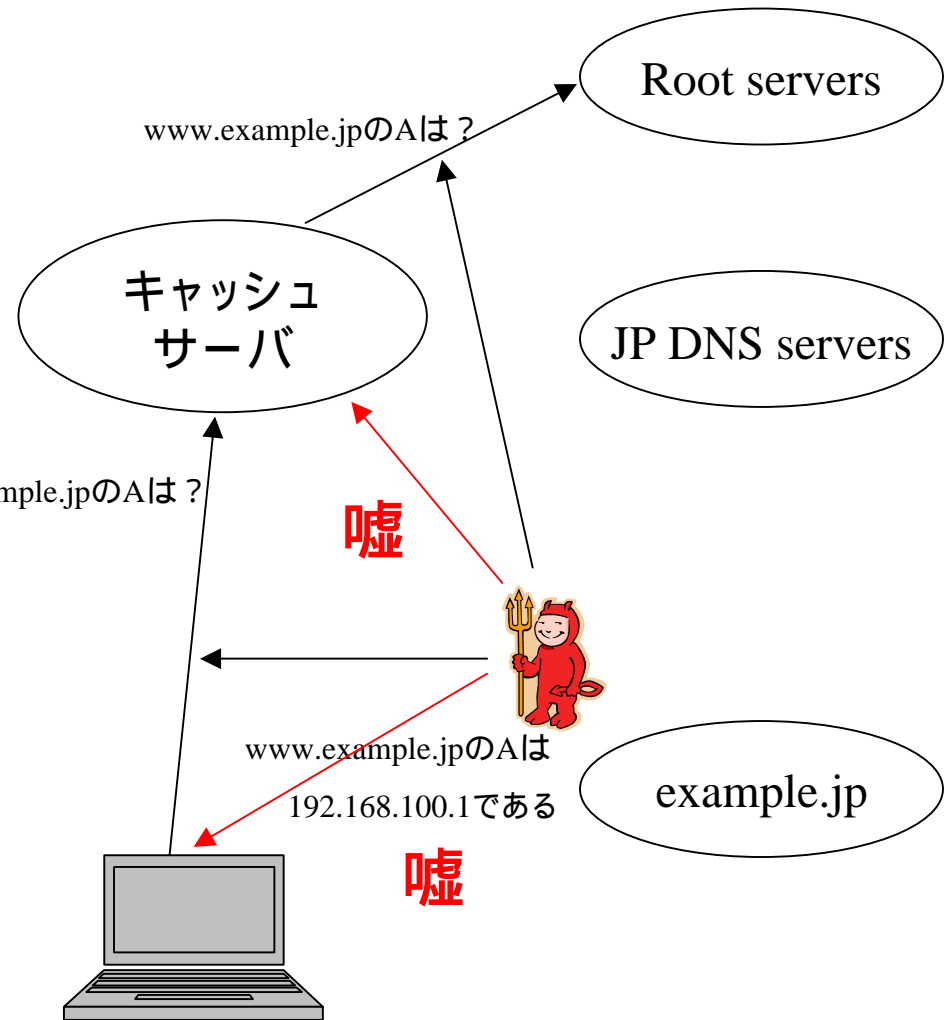 Root servers
www.example.jpのAは？
キャッシュ
サーバ
JP DNS servers
mple.jpのAは？
嘘
www.example.jpのAは
192.168.100.1である
example.jp
嘘